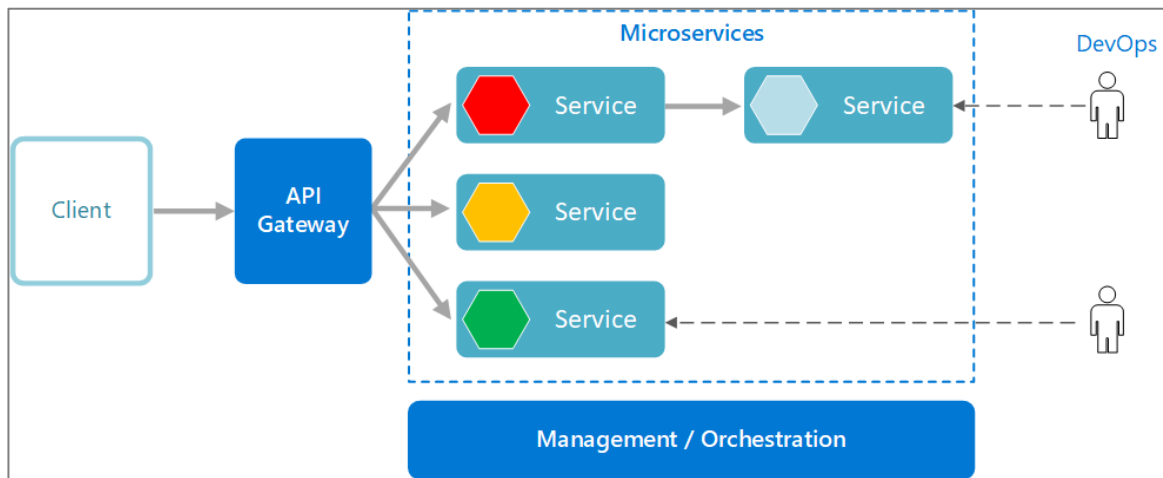 Microservices
DevOps
Service
Service
Client
API
Gateway
Service
Service
Management / Orchestration